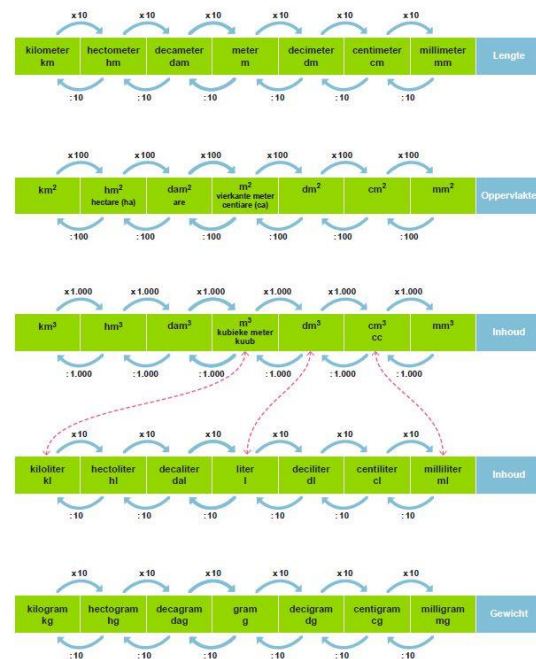 x 10 x 10 x 10 x 10 x 10 x 10
kilometer hectometer decameter meter decimeter centimeter millimeter
km hm dam m dm cm mm Lengte
: 10 : 10 : 10 : 10 : 10 : 10
x 100 x 100 x 100 x 100 x 100 x 100
km² hm² dam² m² dm² cm² mm² Oppervlakte
hectare (ha) are vierkante meter
centiare (ca)
: 100 : 100 : 100 : 100 : 100 : 100
x 1.000 x 1.000 x 1.000 x 1.000 x 1.000 x 1.000
km³ hm³ dam³ m³ dm³ cm³ mm³ Inhoud
kubieke meter cc
kuub
: 1.000 : 1.000 : 1.000 : 1.000 : 1.000 : 1.000
x 10 x 10 x 10 x 10 x 10 x 10
kiloliter hectoliter decaliter liter deciliter centiliter milliliter
kl hl dal l dl cl ml Inhoud
: 10 : 10 : 10 : 10 : 10 : 10
x 10 x 10 x 10 x 10 x 10 x 10
kilogram hectogram decagram gram decigram centigram milligram
kg hg dag g dg cg mg Gewicht
: 10 : 10 : 10 : 10 : 10 : 10